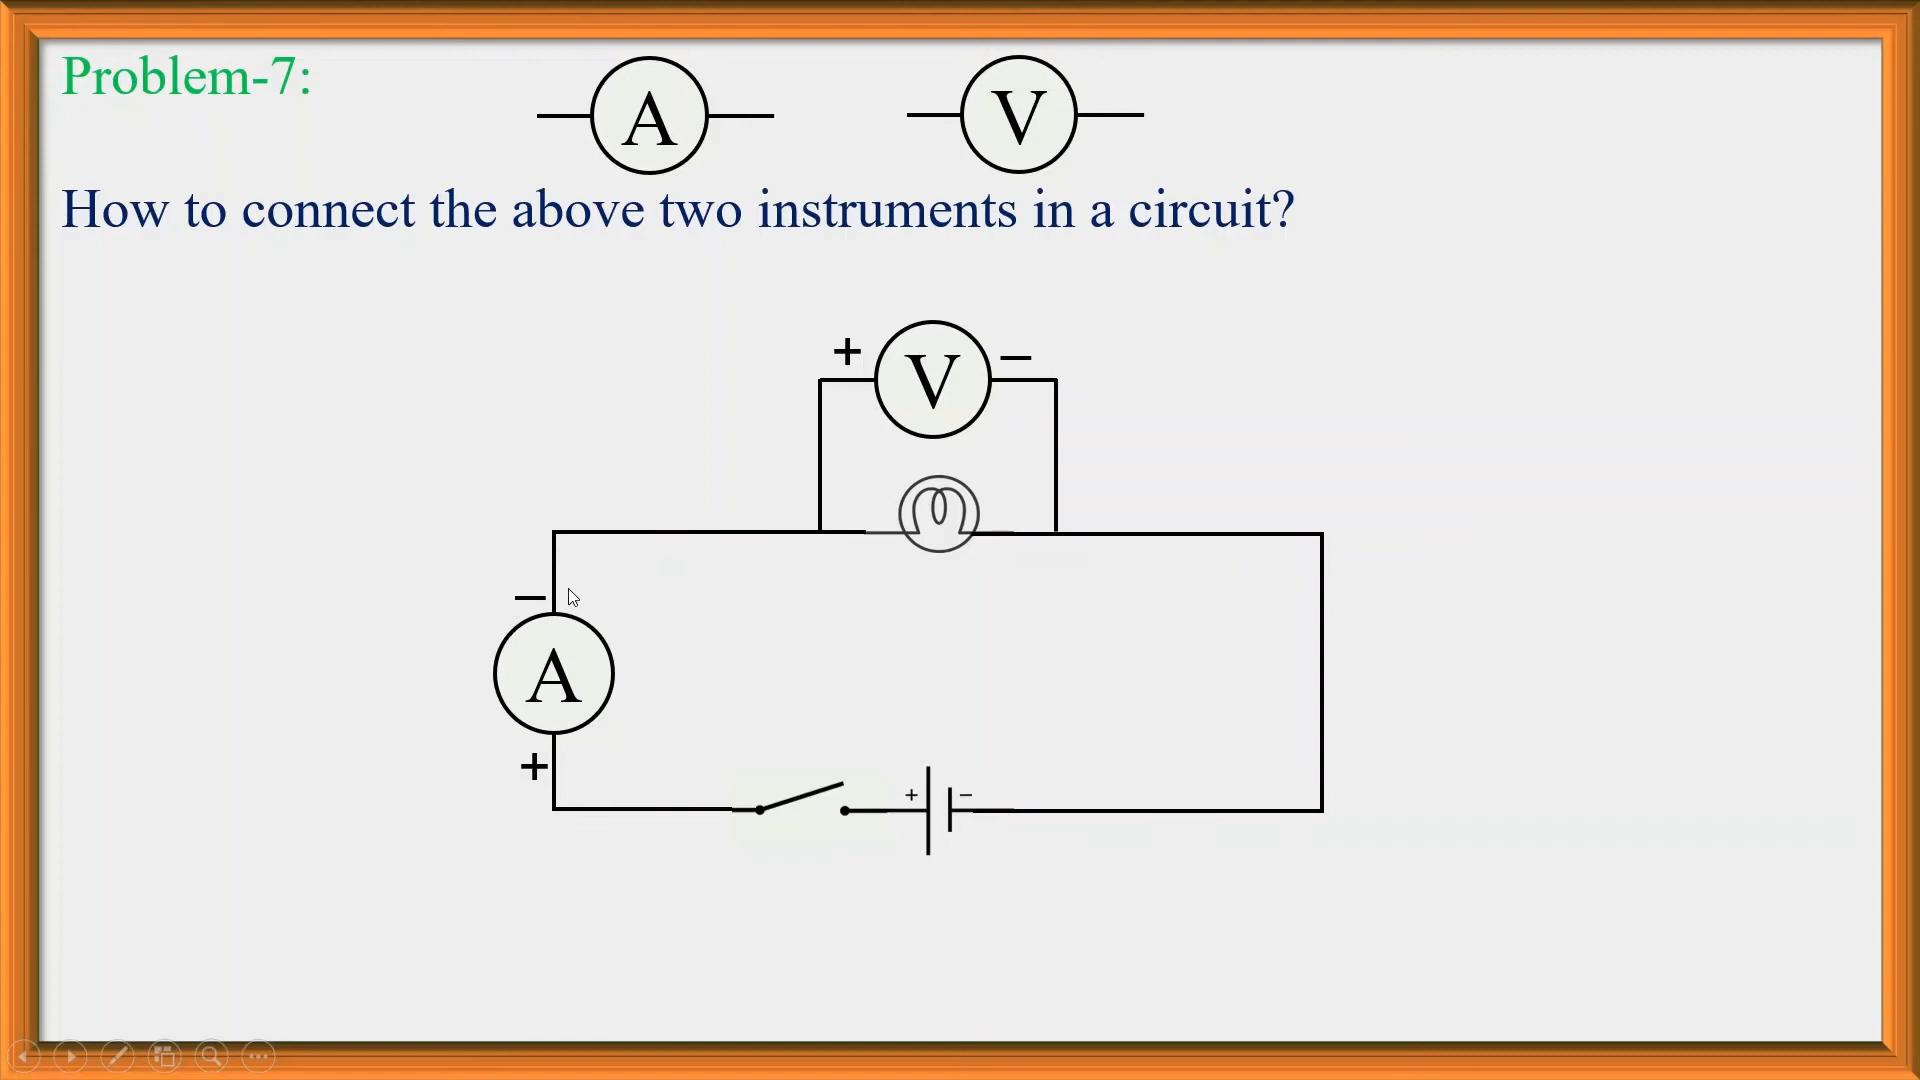 Problem-7:
A V
How to connect the above two instruments in a circuit?
+ V –
–
A
+
+ –